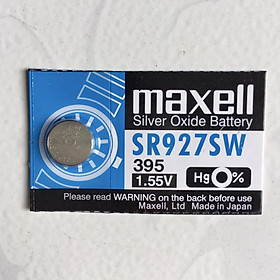 maxell
Silver Oxide Battery
SR927SW
395
1.55V
Hg 0%
Please read WARNING on the back before use
Maxell, Ltd Made in Japan